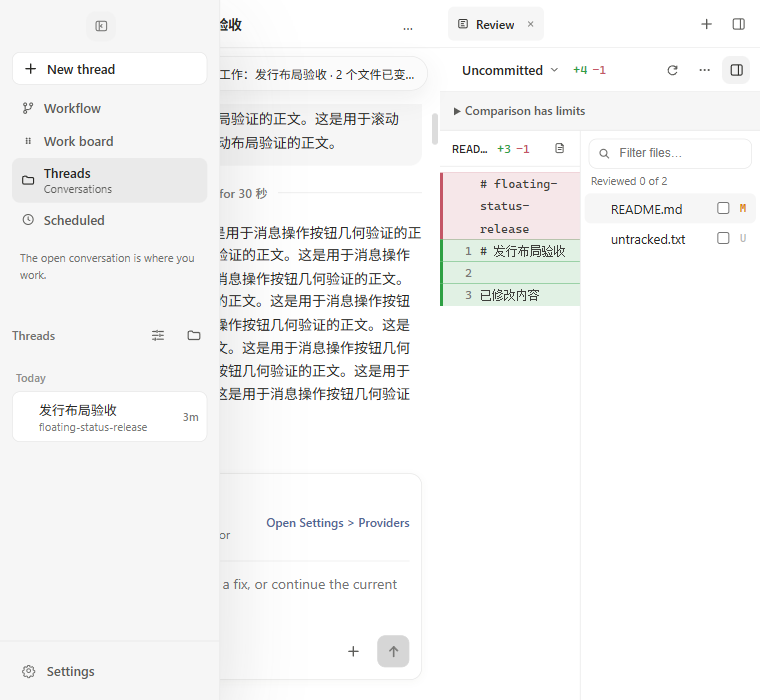 New thread
Workflow
Work board
Threads
Conversations
Scheduled
The open conversation is where you
work.
Threads
Today
发行布局验收
floating-status-release
3m
Settings
验收
...
工作：发行布局验收 · 2 个文件已变…
局验证的正文。这是用于滚动
动布局验证的正文。
for 30 秒
是用于消息操作按钮几何验证的正
验证的正文。这是用于消息操作
消息操作按钮几何验证的正文。
的正文。这是用于消息操作按钮
按钮几何验证的正文。这是
文。这是用于消息操作按钮几何
按钮几何验证的正文。这是用于
这是用于消息操作按钮几何验证
Open Settings > Providers
or
a fix, or continue the current
Review ×
Uncommitted +4 −1
...
Comparison has limits
READ… +3 −1
# floating-
status-
release
1 # 发行布局验收
2
3 已修改内容
Filter files…
Reviewed 0 of 2
README.md M
untracked.txt U